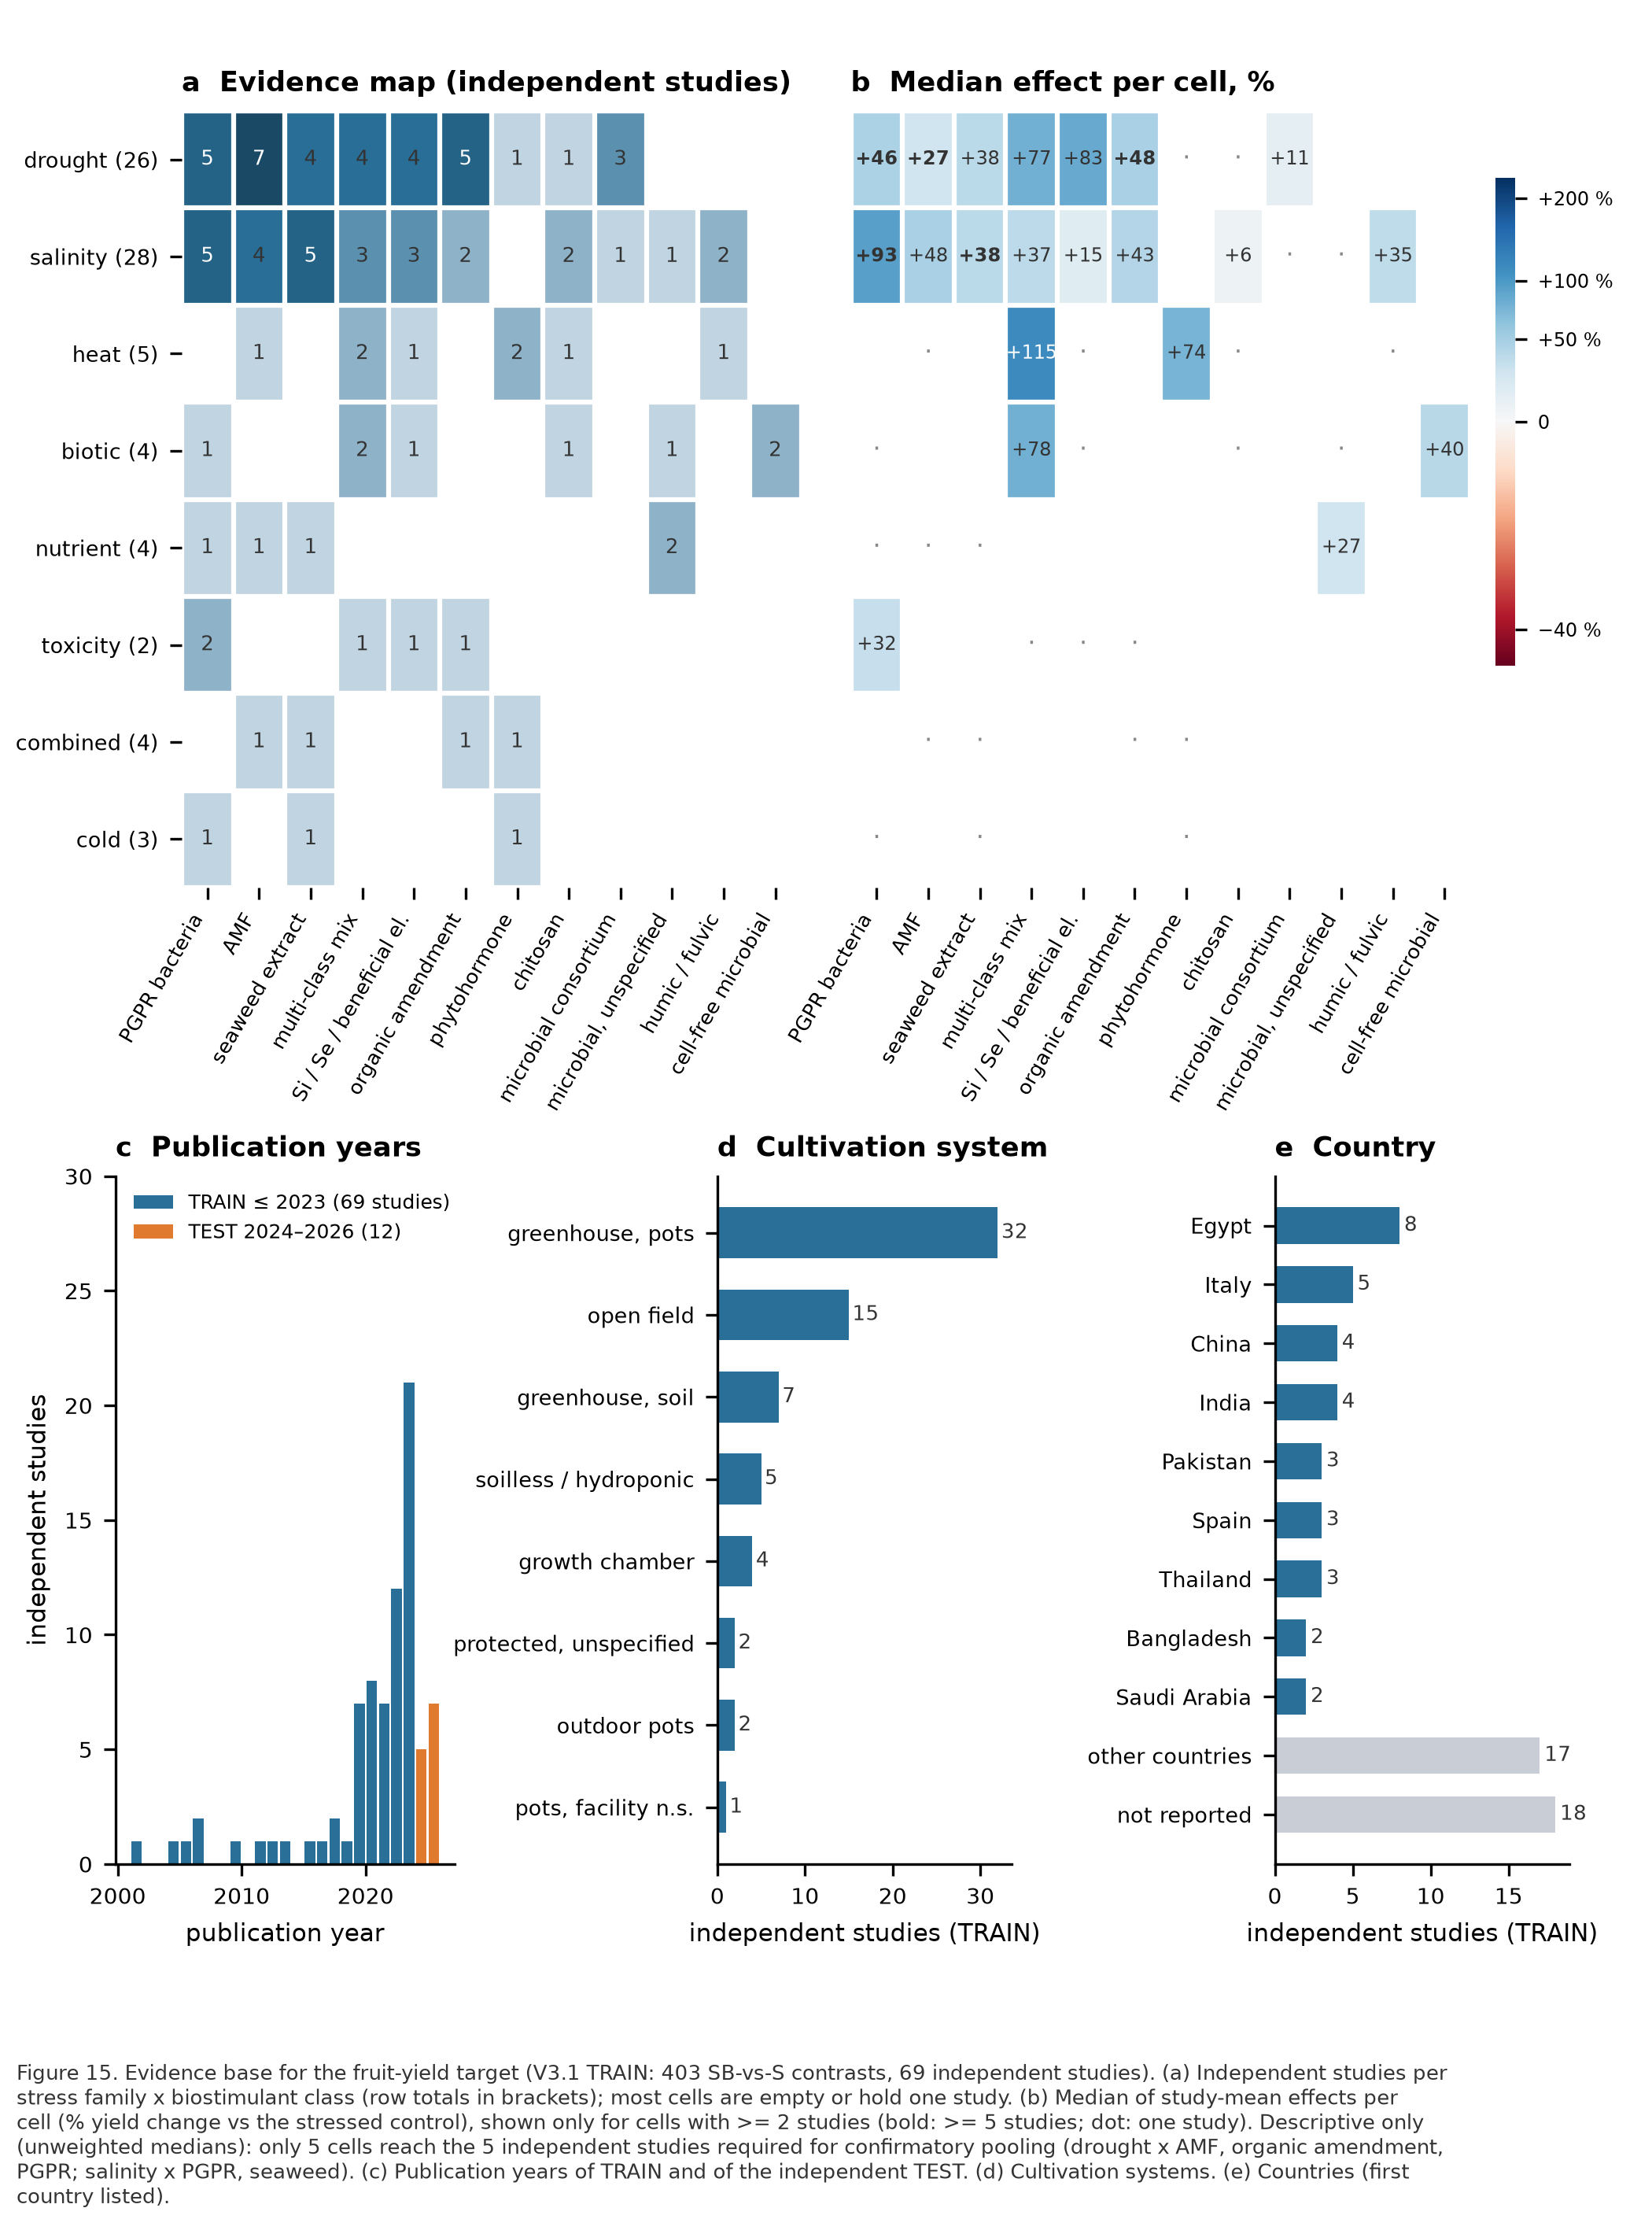 a Evidence map (independent studies)
b Median effect per cell, %
drought (26) 5 7 4 4 4 5 1 1 3
+46 +27 +38 +77 +83 +48 · · +11
salinity (28) 5 4 5 3 3 2 2 1 1 2
+93 +48 +38 +37 +15 +43 +6 · · +35
heat (5) 1 2 1 2 1 1
· +115 · +74 · ·
biotic (4) 1 2 1 1 1 2
· +78 · · · +40
nutrient (4) 1 1 1 2
· · · +27
toxicity (2) 2 1 1 1
+32 · · ·
combined (4) 1 1 1 1
· · · ·
cold (3) 1 1 1
· · ·
+200 %
+100 %
+50 %
0
−40 %
PGPR bacteria
AMF
seaweed extract
multi-class mix
Si / Se / beneficial el.
organic amendment
phytohormone
chitosan
microbial consortium
microbial, unspecified
humic / fulvic
cell-free microbial
PGPR bacteria
AMF
seaweed extract
multi-class mix
Si / Se / beneficial el.
organic amendment
phytohormone
chitosan
microbial consortium
microbial, unspecified
humic / fulvic
cell-free microbial
c Publication years
TRAIN ≤ 2023 (69 studies)
TEST 2024–2026 (12)
30
25
20
15
10
5
0
independent studies
2000 2010 2020
publication year
d Cultivation system
greenhouse, pots 32
open field 15
greenhouse, soil 7
soilless / hydroponic 5
growth chamber 4
protected, unspecified 2
outdoor pots 2
pots, facility n.s. 1
0 10 20 30
independent studies (TRAIN)
e Country
Egypt 8
Italy 5
China 4
India 4
Pakistan 3
Spain 3
Thailand 3
Bangladesh 2
Saudi Arabia 2
other countries 17
not reported 18
0 5 10 15
independent studies (TRAIN)
Figure 15. Evidence base for the fruit-yield target (V3.1 TRAIN: 403 SB-vs-S contrasts, 69 independent studies). (a) Independent studies per
stress family x biostimulant class (row totals in brackets); most cells are empty or hold one study. (b) Median of study-mean effects per
cell (% yield change vs the stressed control), shown only for cells with >= 2 studies (bold: >= 5 studies; dot: one study). Descriptive only
(unweighted medians): only 5 cells reach the 5 independent studies required for confirmatory pooling (drought x AMF, organic amendment,
PGPR; salinity x PGPR, seaweed). (c) Publication years of TRAIN and of the independent TEST. (d) Cultivation systems. (e) Countries (first
country listed).